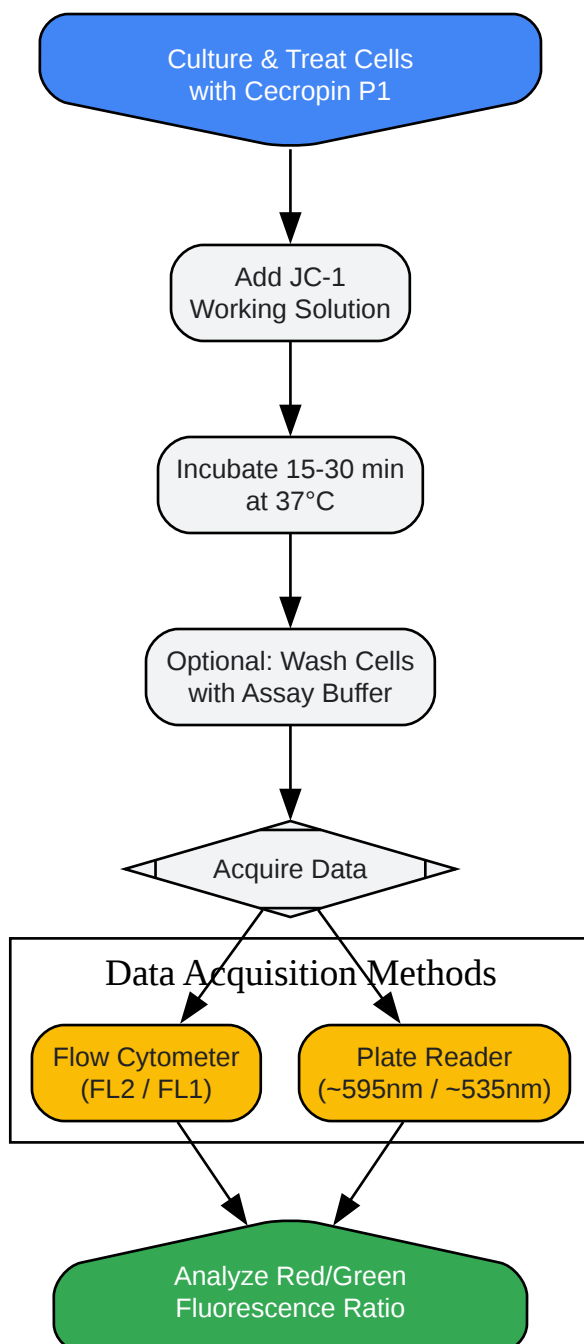 Culture & Treat Cells
with Cecropin P1
Add JC-1
Working Solution
Incubate 15-30 min
at 37°C
Optional: Wash Cells
with Assay Buffer
Acquire Data
Data Acquisition Methods
Flow Cytometer
(FL2 / FL1)
Plate Reader
(~595nm / ~535nm)
Analyze Red/Green
Fluorescence Ratio